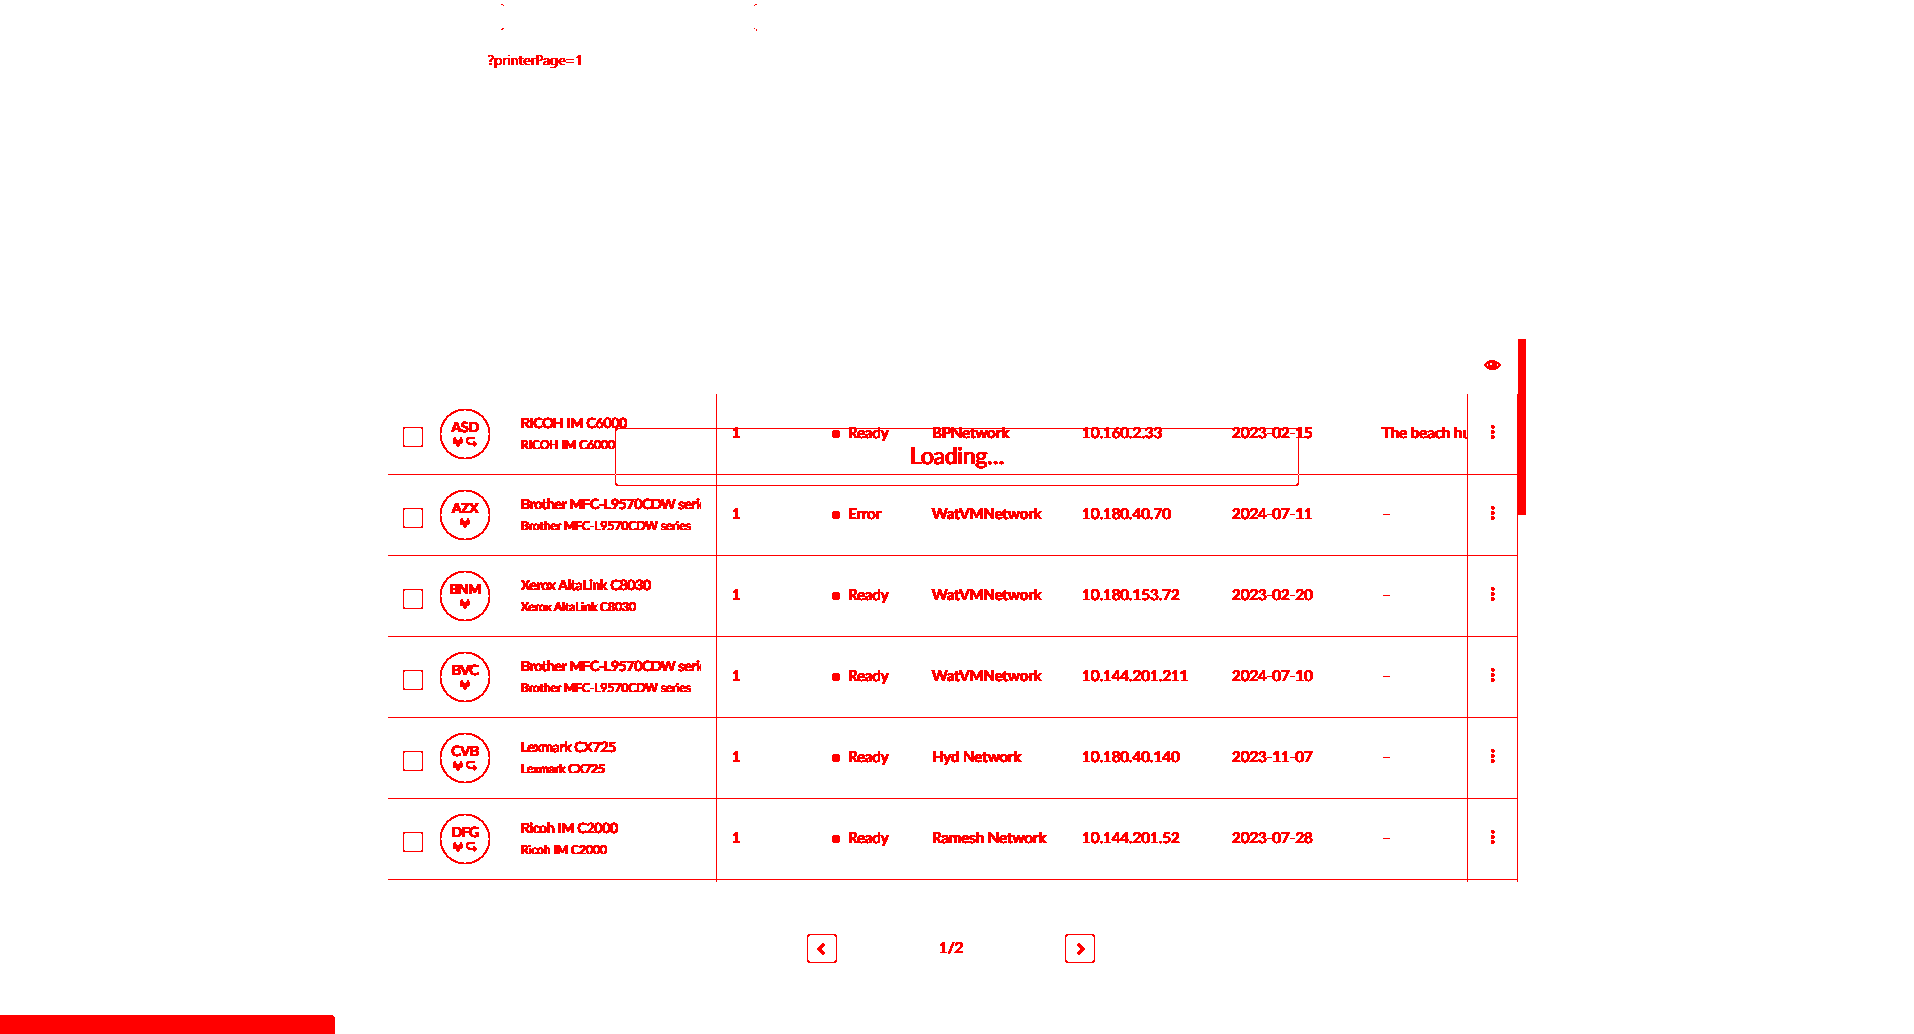 ?printerPage=1
ASD RICOH IM C6000 1 Ready BPNetwork 10.160.2.33 2023-02-15 The beach hu
RICOH IM C6000
Loading...
AZX Brother MFC-L9570CDW seri 1 Error WatVMNetwork 10.180.40.70 2024-07-11 –
Brother MFC-L9570CDW series
BNM Xerox AltaLink C8030 1 Ready WatVMNetwork 10.180.153.72 2023-02-20 –
Xerox AltaLink C8030
BVC Brother MFC-L9570CDW seri 1 Ready WatVMNetwork 10.144.201.211 2024-07-10 –
Brother MFC-L9570CDW series
CVB Lexmark CX725 1 Ready Hyd Network 10.180.40.140 2023-11-07 –
Lexmark CX725
DFG Ricoh IM C2000 1 Ready Ramesh Network 10.144.201.52 2023-07-28 –
Ricoh IM C2000
1/2